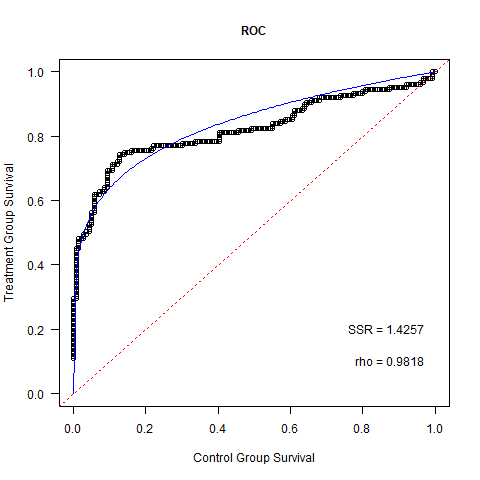 ROC
Treatment Group Survival
1.0
0.8
0.6
0.4
0.2
0.0
SSR = 1.4257
rho = 0.9818
0.0 0.2 0.4 0.6 0.8 1.0
Control Group Survival